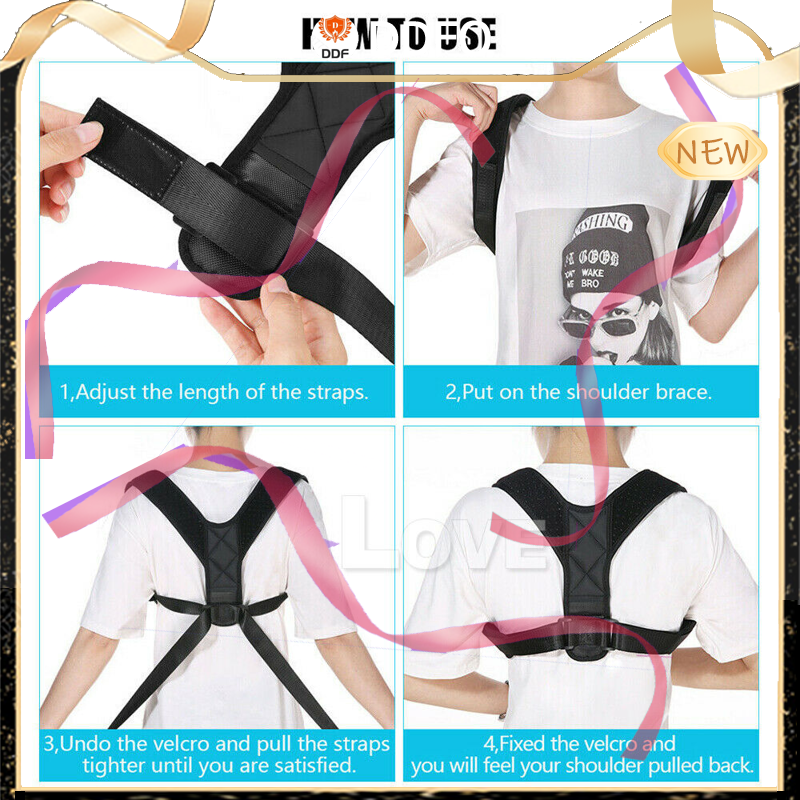 HOW TO USE
DDF
NEW
1,Adjust the length of the straps.
2,Put on the shoulder brace.
GOOD
DON'T WAKE
ME BRO
LOVE
3,Undo the velcro and pull the straps
tighter until you are satisfied.
4,Fixed the velcro and
you will feel your shoulder pulled back.